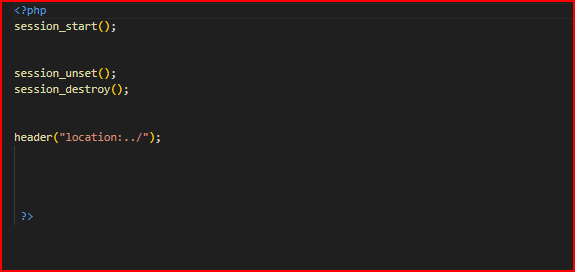 <?php
session_start();
session_unset();
session_destroy();
header("location:../");
?>